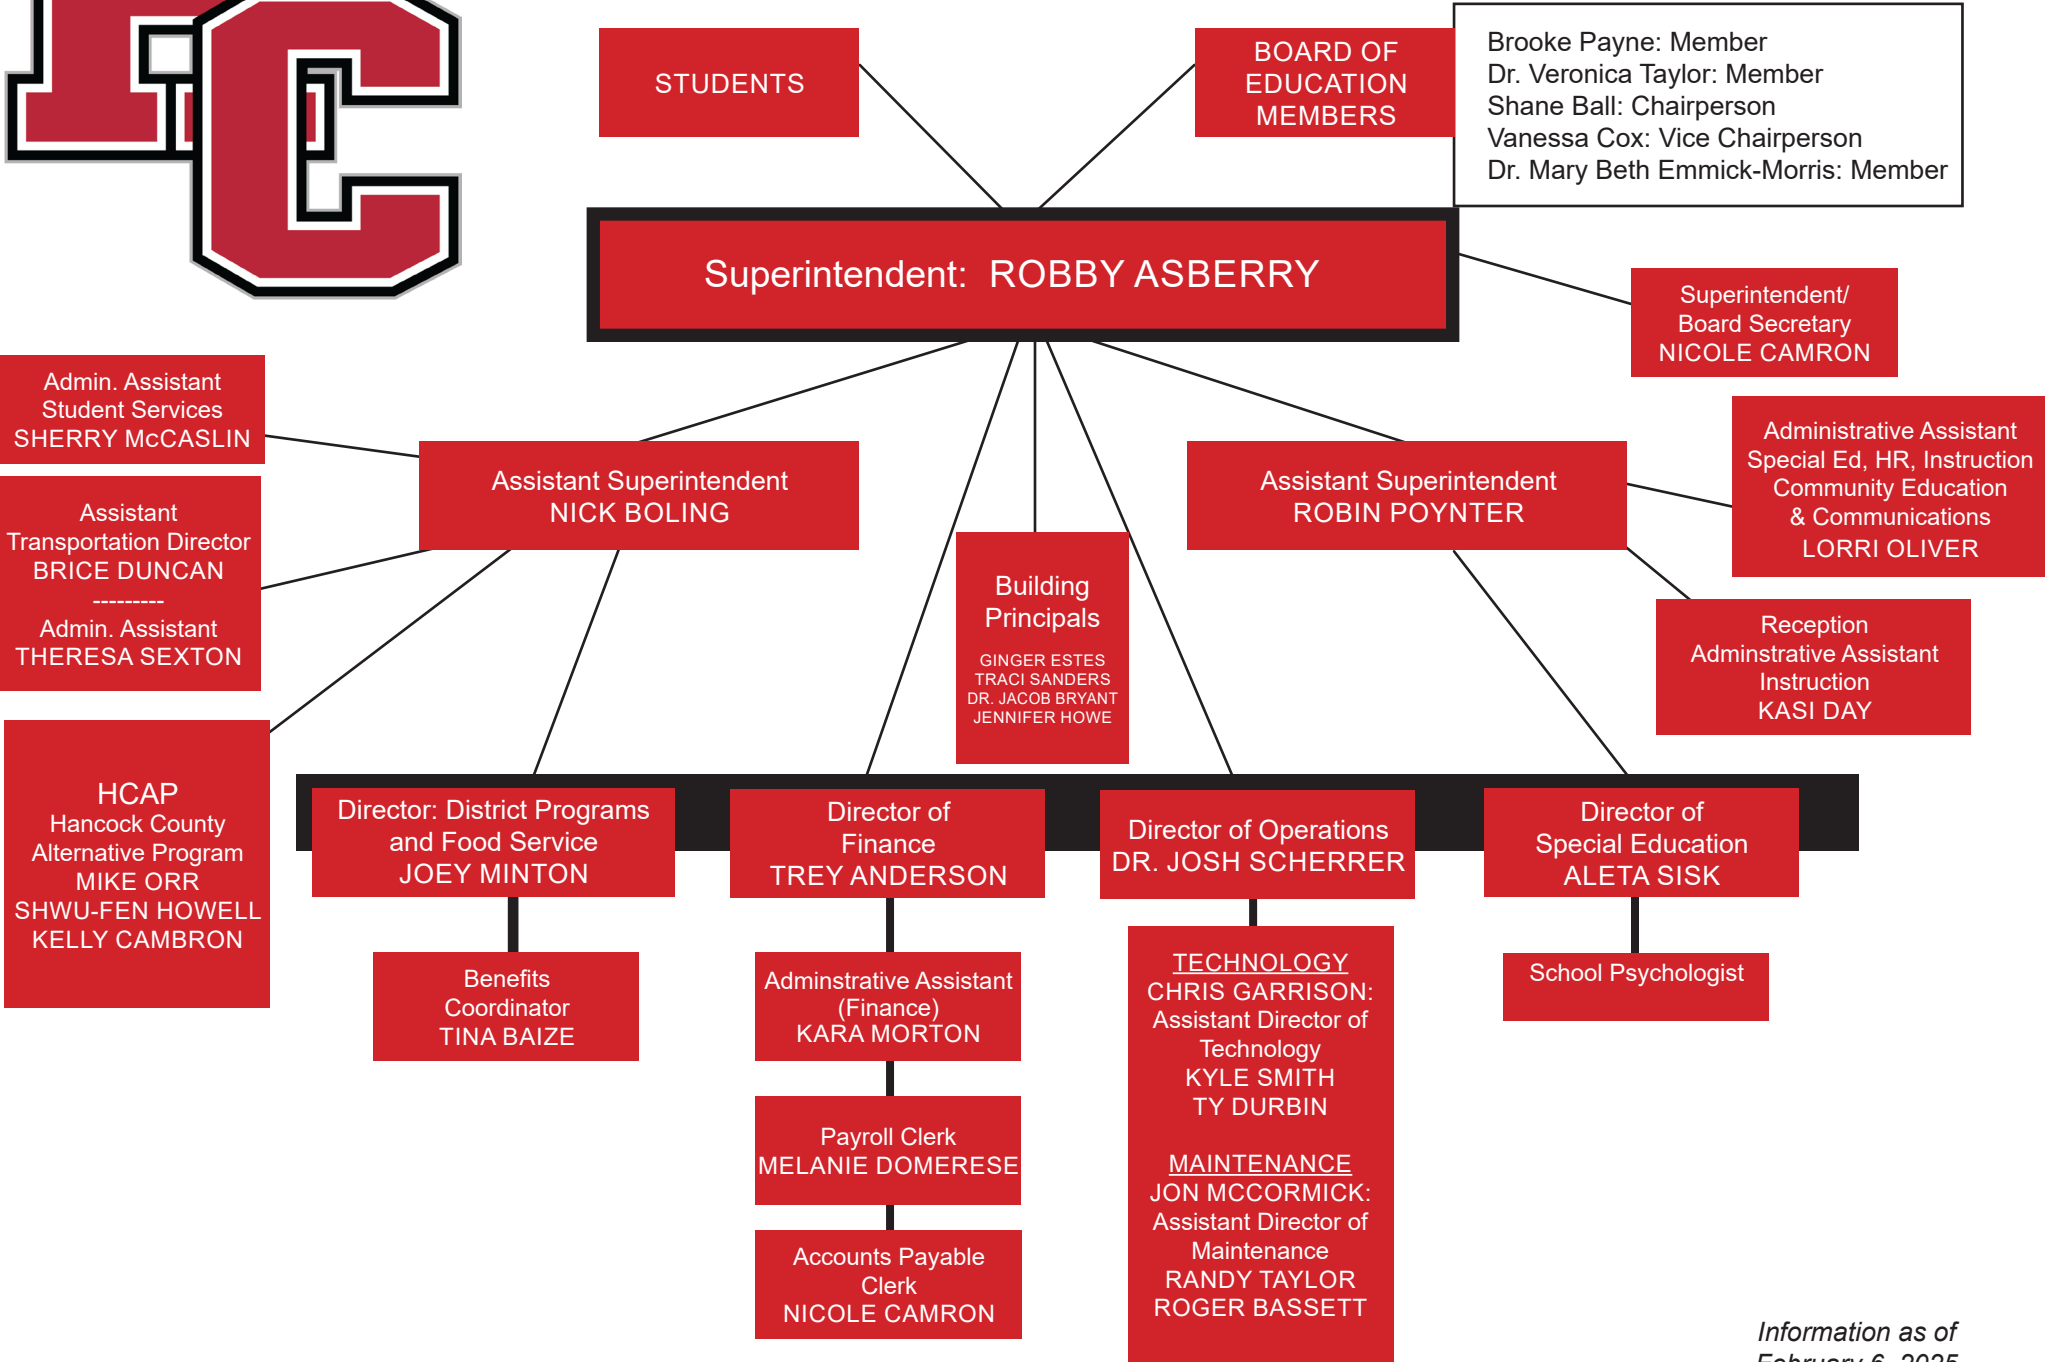 STUDENTS
BOARD OF
EDUCATION
MEMBERS
Brooke Payne: Member
Dr. Veronica Taylor: Member
Shane Ball: Chairperson
Vanessa Cox: Vice Chairperson
Dr. Mary Beth Emmick-Morris: Member
Superintendent: ROBBY ASBERRY
Superintendent/
Board Secretary
NICOLE CAMRON
Admin. Assistant
Student Services
SHERRY McCASLIN
Assistant Superintendent
NICK BOLING
Assistant Superintendent
ROBIN POYNTER
Administrative Assistant
Special Ed, HR, Instruction
Community Education
& Communications
LORRI OLIVER
Assistant
Transportation Director
BRICE DUNCAN
---------
Admin. Assistant
THERESA SEXTON
Building
Principals
GINGER ESTES
TRACI SANDERS
DR. JACOB BRYANT
JENNIFER HOWE
Reception
Adminstrative Assistant
Instruction
KASI DAY
HCAP
Hancock County
Alternative Program
MIKE ORR
SHWU-FEN HOWELL
KELLY CAMBRON
Director: District Programs
and Food Service
JOEY MINTON
Director of
Finance
TREY ANDERSON
Director of Operations
DR. JOSH SCHERRER
Director of
Special Education
ALETA SISK
Benefits
Coordinator
TINA BAIZE
Adminstrative Assistant
(Finance)
KARA MORTON
Payroll Clerk
MELANIE DOMERESE
Accounts Payable
Clerk
NICOLE CAMRON
TECHNOLOGY
CHRIS GARRISON:
Assistant Director of
Technology
KYLE SMITH
TY DURBIN
MAINTENANCE
JON MCCORMICK:
Assistant Director of
Maintenance
RANDY TAYLOR
ROGER BASSETT
School Psychologist
Information as of
February 6, 2025